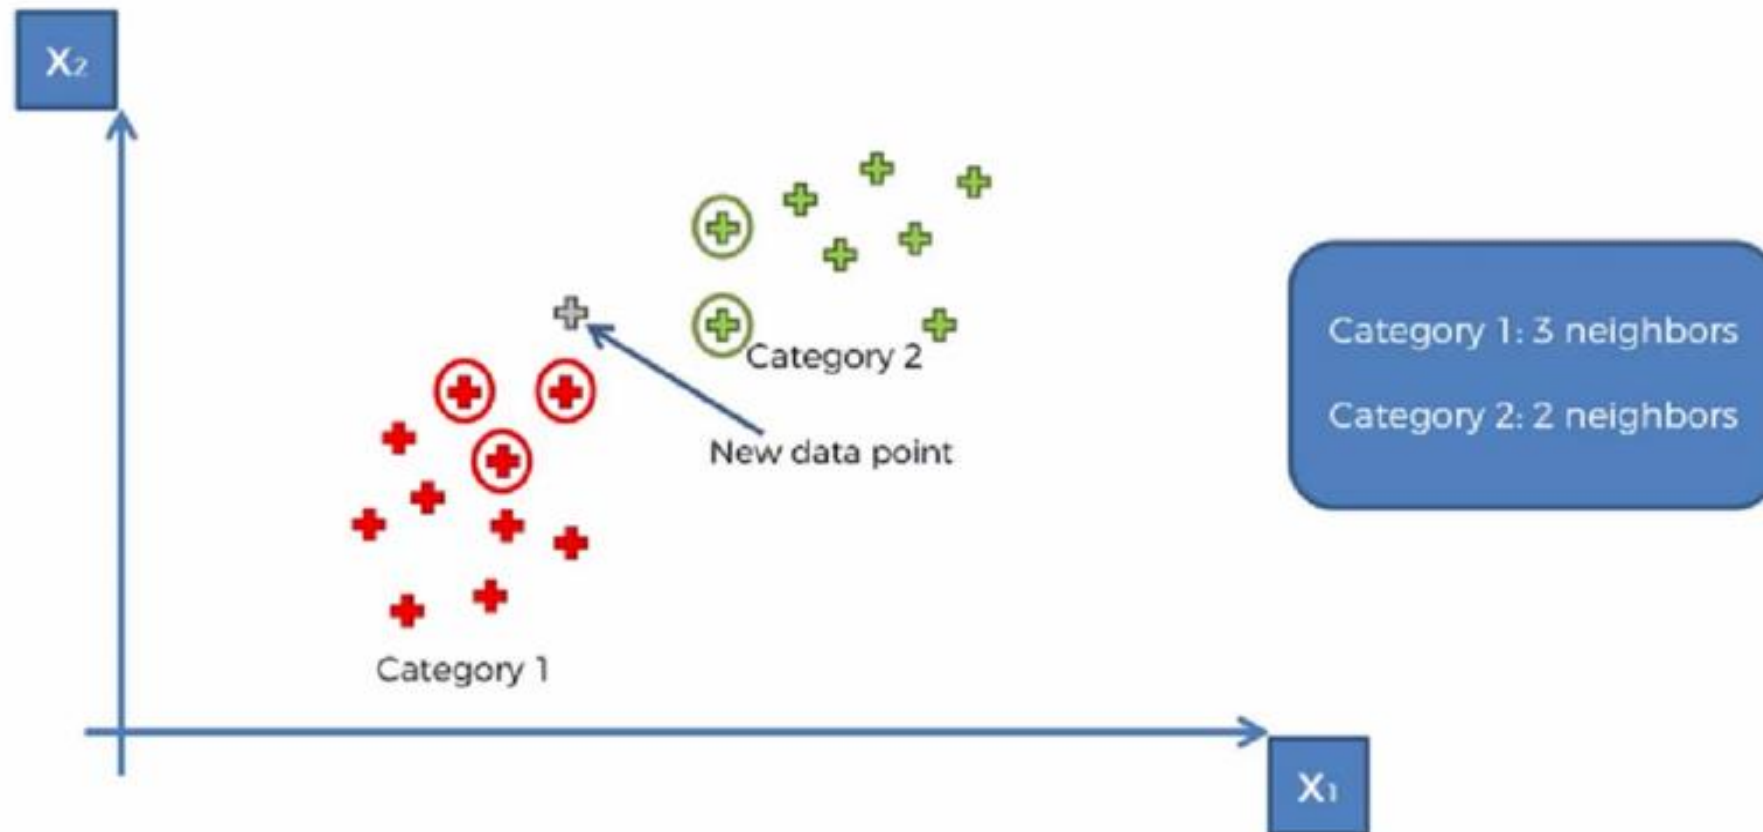 X₂
Category 2
Category 1: 3 neighbors
Category 2: 2 neighbors
New data point
Category 1
X₁